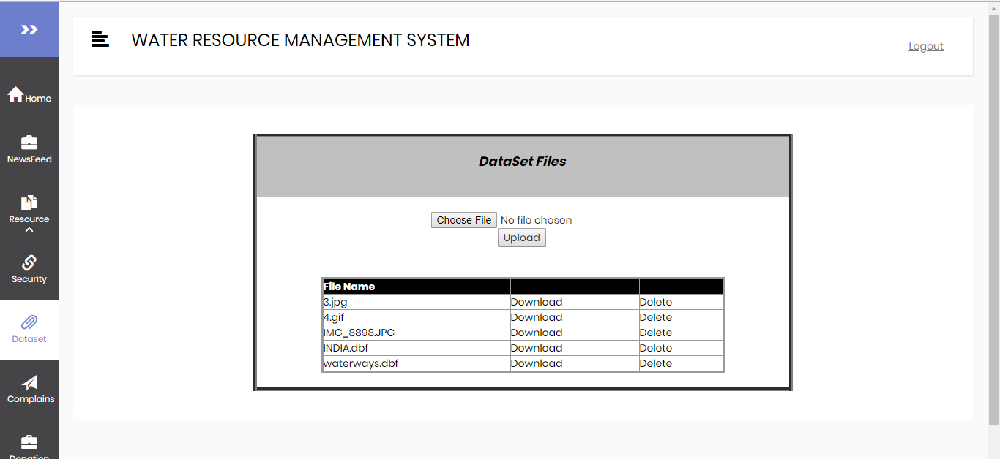 WATER RESOURCE MANAGEMENT SYSTEM
Logout
Home
NewsFeed
Resource
Security
Dataset
Complains
Donation
DataSet Files
Choose File No file chosen
Upload
File Name
3.jpg Download Delete
4.gif Download Delete
IMG_8898.JPG Download Delete
INDIA.dbf Download Delete
waterways.dbf Download Delete